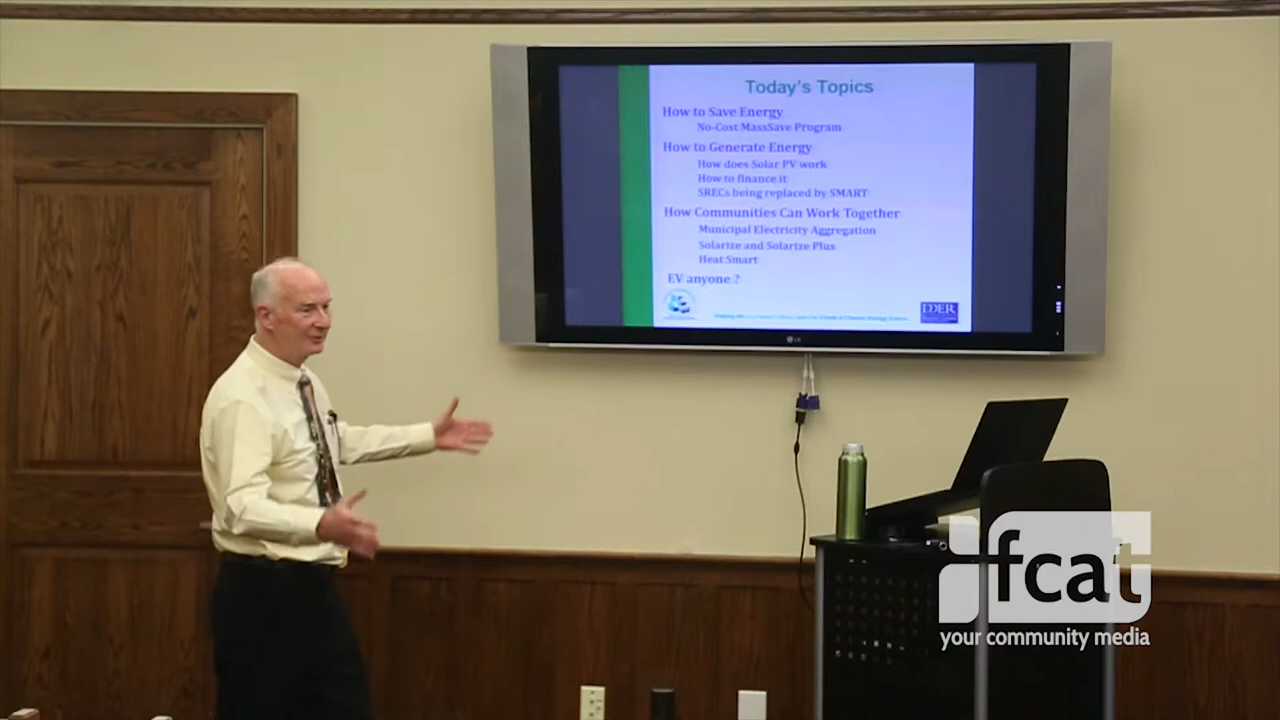 Today's Topics
How to Save Energy
No-Cost MassSave Program
How to Generate Energy
How does Solar PV work
How to finance it
SRECs being replaced by SMART
How Communities Can Work Together
Municipal Electricity Aggregation
Solarize and Solarize Plus
Heat Smart
EV anyone ?
DOER
LG
fcat
your community media